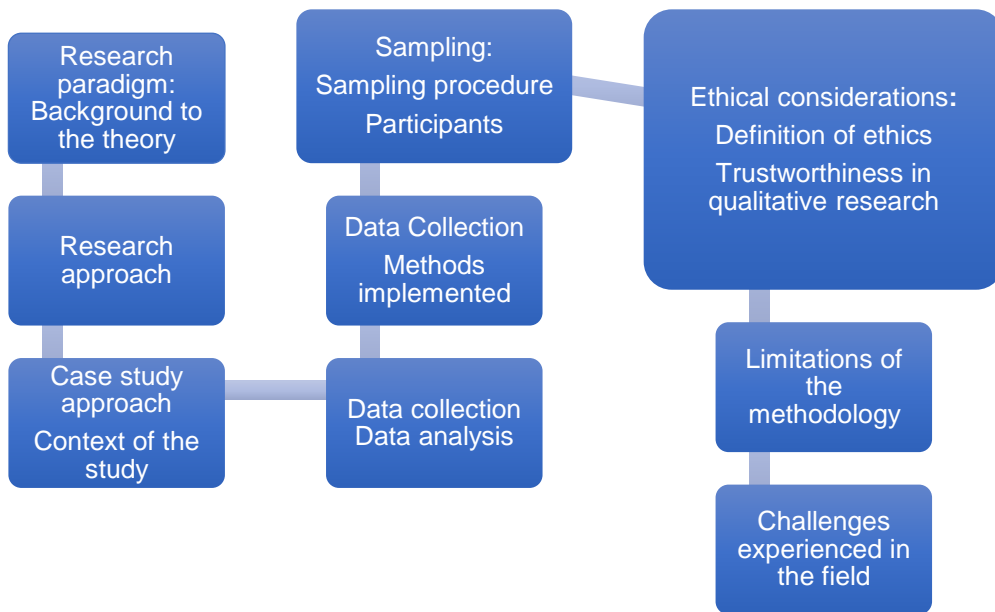 Research
paradigm:
Background to
the theory
Research
approach
Case study
approach
Context of the
study
Data collection
Data analysis
Data Collection
Methods
implemented
Sampling:
Sampling procedure
Participants
Ethical considerations:
Definition of ethics
Trustworthiness in
qualitative research
Limitations of
the
methodology
Challenges
experienced in
the field